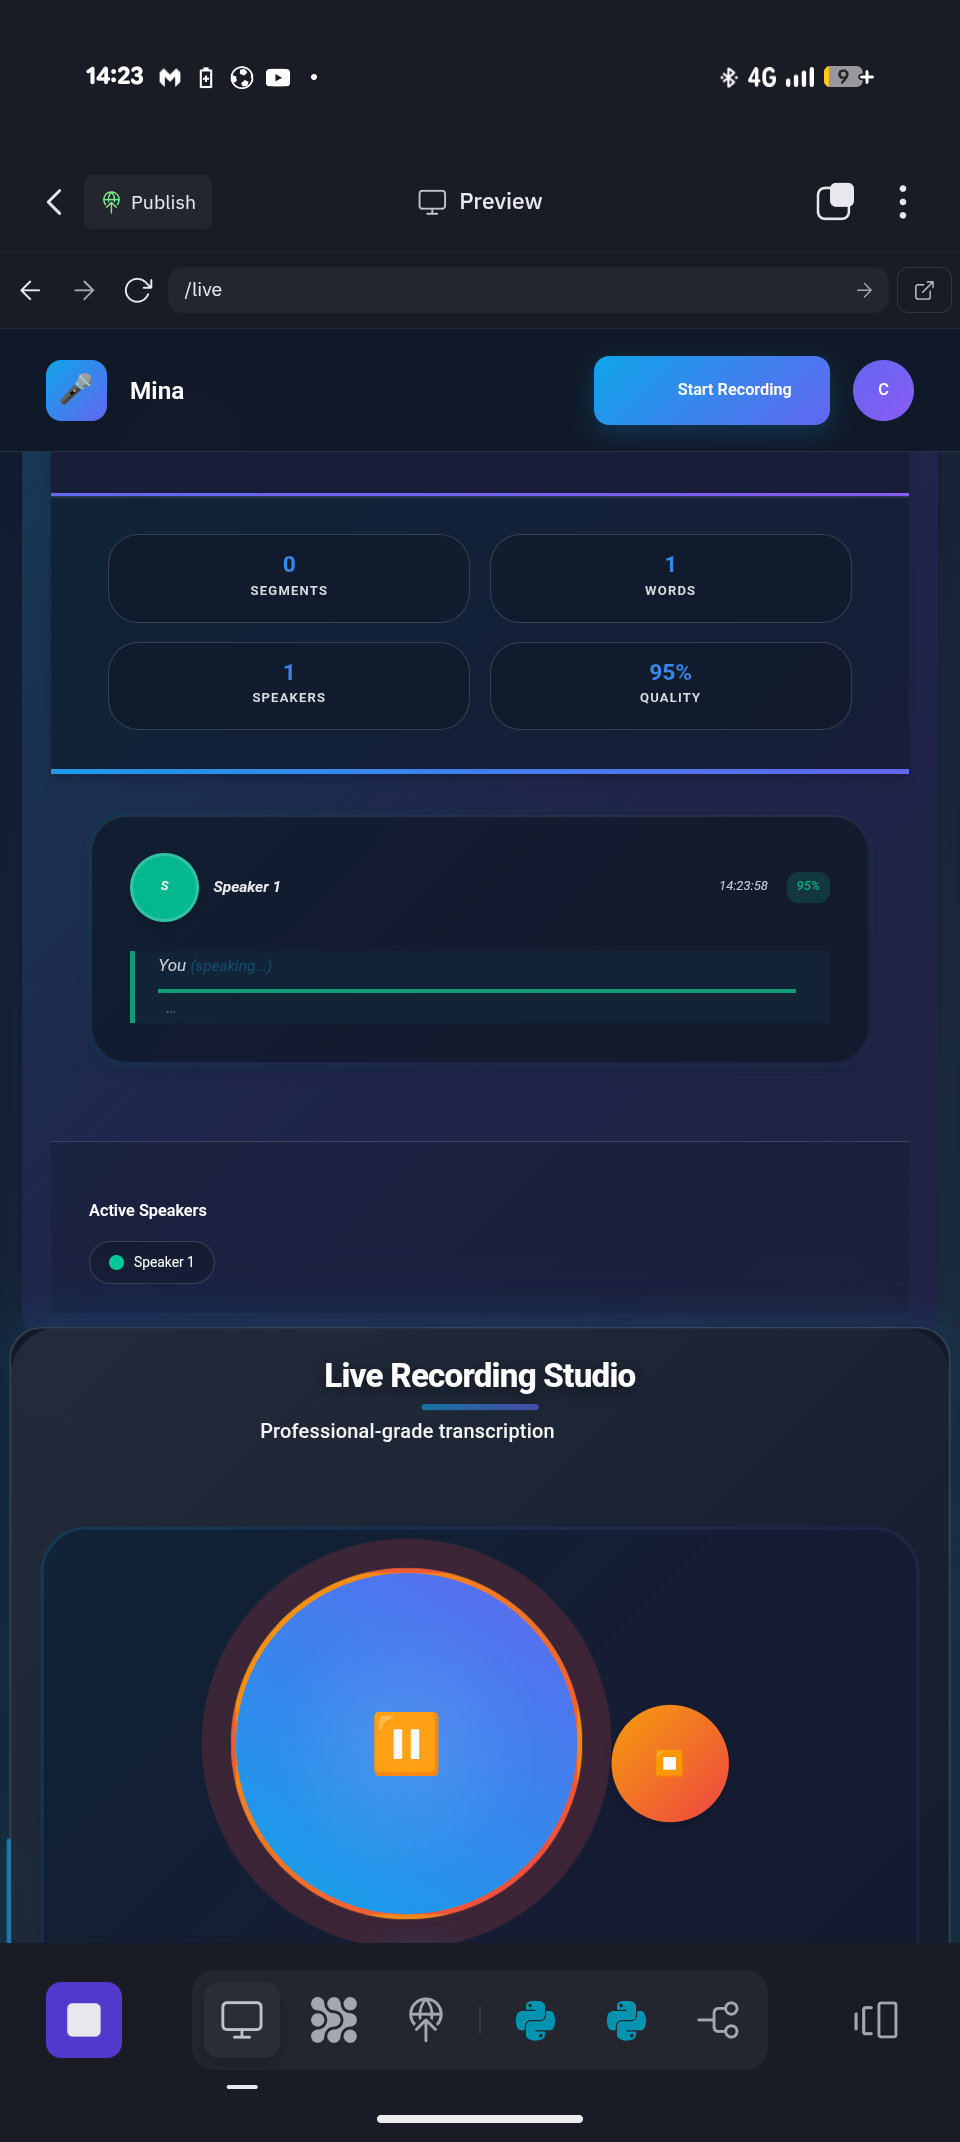 14:23
4G
9+
Publish
Preview
/live
Mina
Start Recording
C
0
SEGMENTS
1
WORDS
1
SPEAKERS
95%
QUALITY
S
Speaker 1
14:23:58
95%
You (speaking...)
...
Active Speakers
Speaker 1
Live Recording Studio
Professional-grade transcription